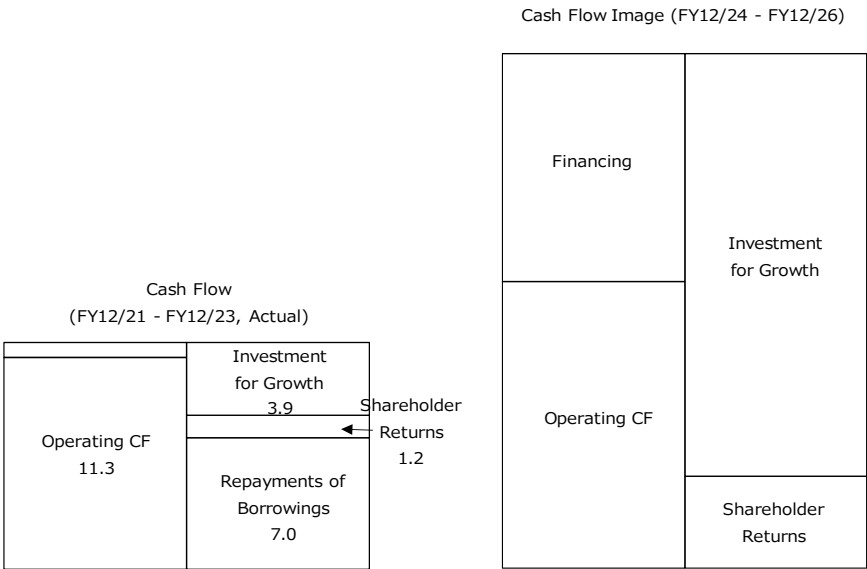 Cash Flow Image (FY12/24 - FY12/26)
Financing
Investment
for Growth
Operating CF
Shareholder
Returns
Cash Flow
(FY12/21 - FY12/23, Actual)
Investment
for Growth
3.9
Shareholder
Returns
1.2
Operating CF
11.3
Repayments of
Borrowings
7.0